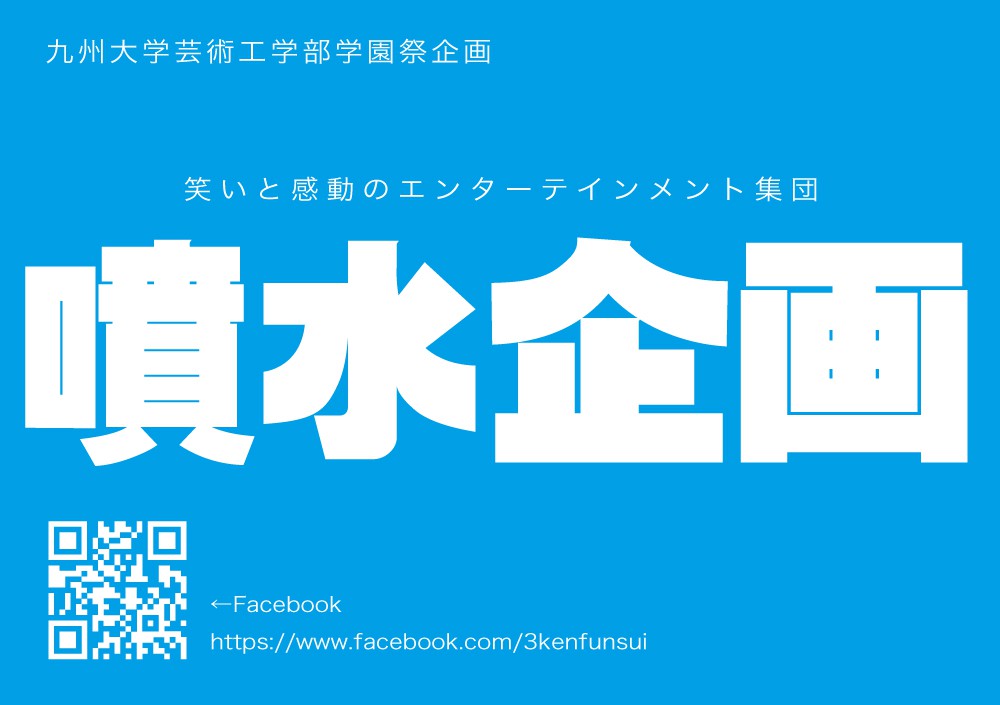 九州大学芸術工学部学園祭企画
笑いと感動のエンターテインメント集団
噴水企画
←Facebook
https://www.facebook.com/3kenfunsui